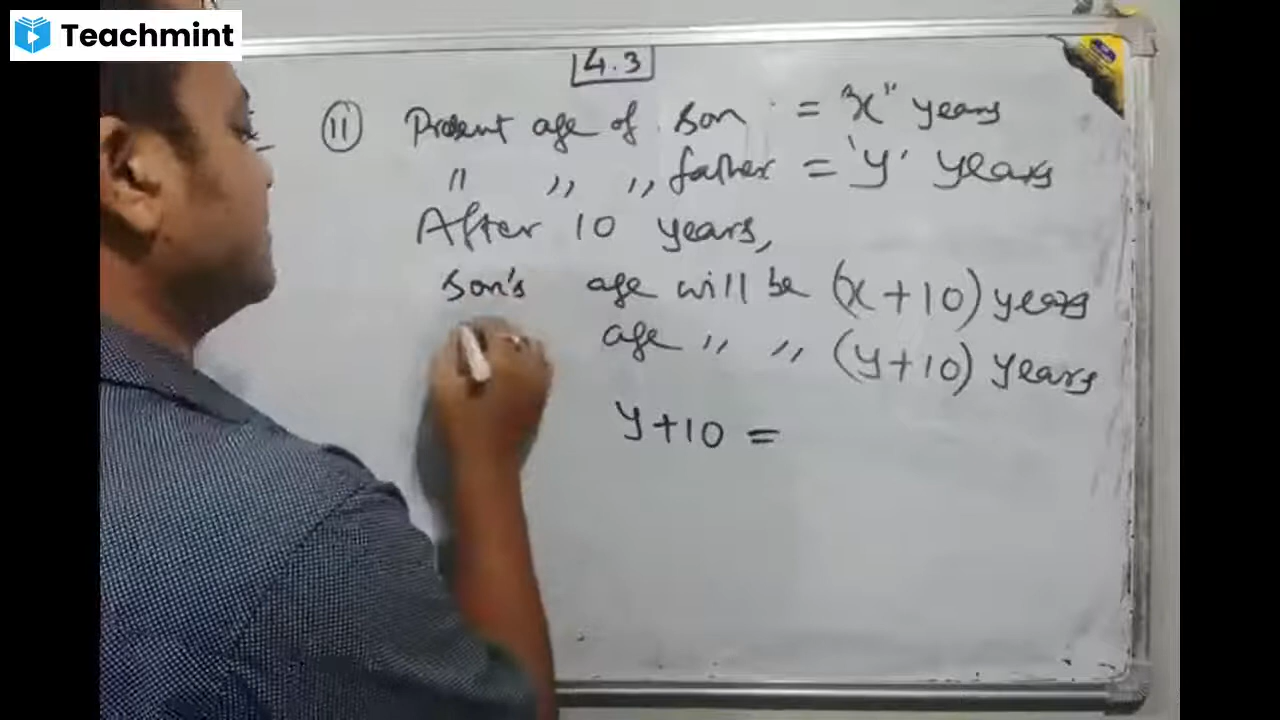 Teachmint
4.3
(11) Present age of son = "x" years
" " " father = 'y' years
After 10 years,
son's age will be (x+10) years
age " " (y+10) years
y+10 =